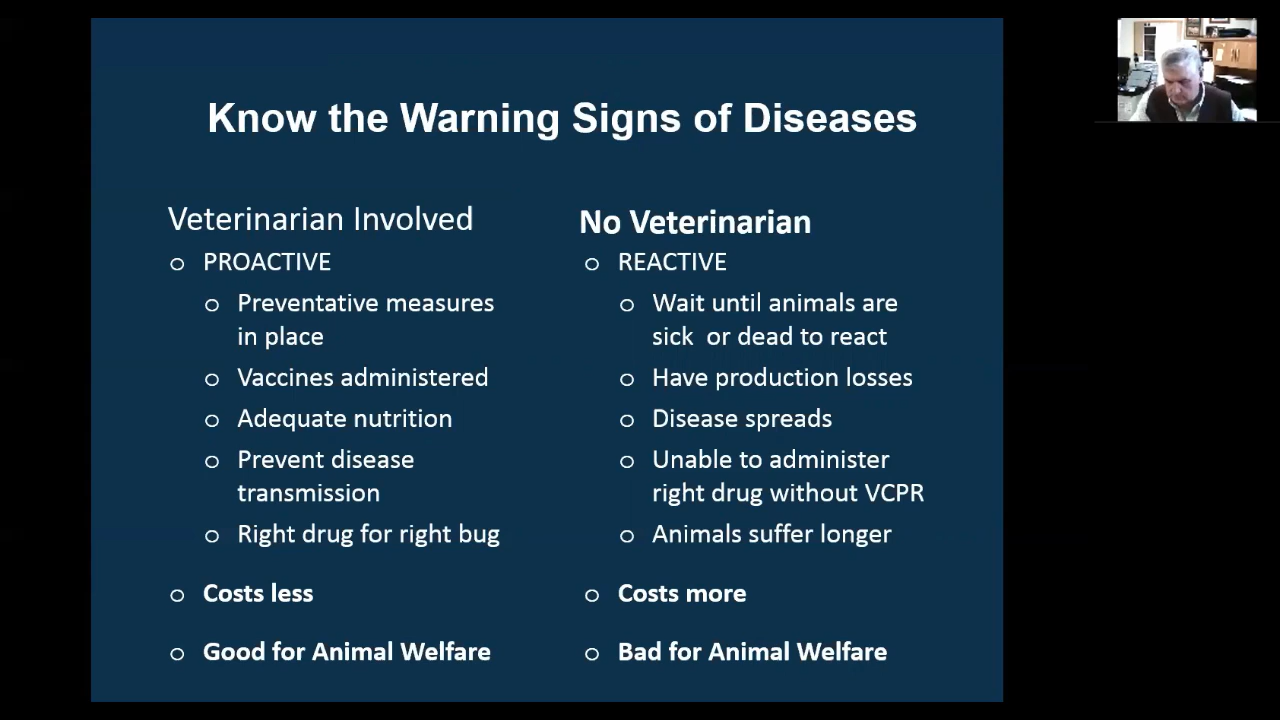 Know the Warning Signs of Diseases
Veterinarian Involved
o PROACTIVE
o Preventative measures
in place
o Vaccines administered
o Adequate nutrition
o Prevent disease
transmission
o Right drug for right bug
o Costs less
o Good for Animal Welfare
No Veterinarian
o REACTIVE
o Wait until animals are
sick  or dead to react
o Have production losses
o Disease spreads
o Unable to administer
right drug without VCPR
o Animals suffer longer
o Costs more
o Bad for Animal Welfare